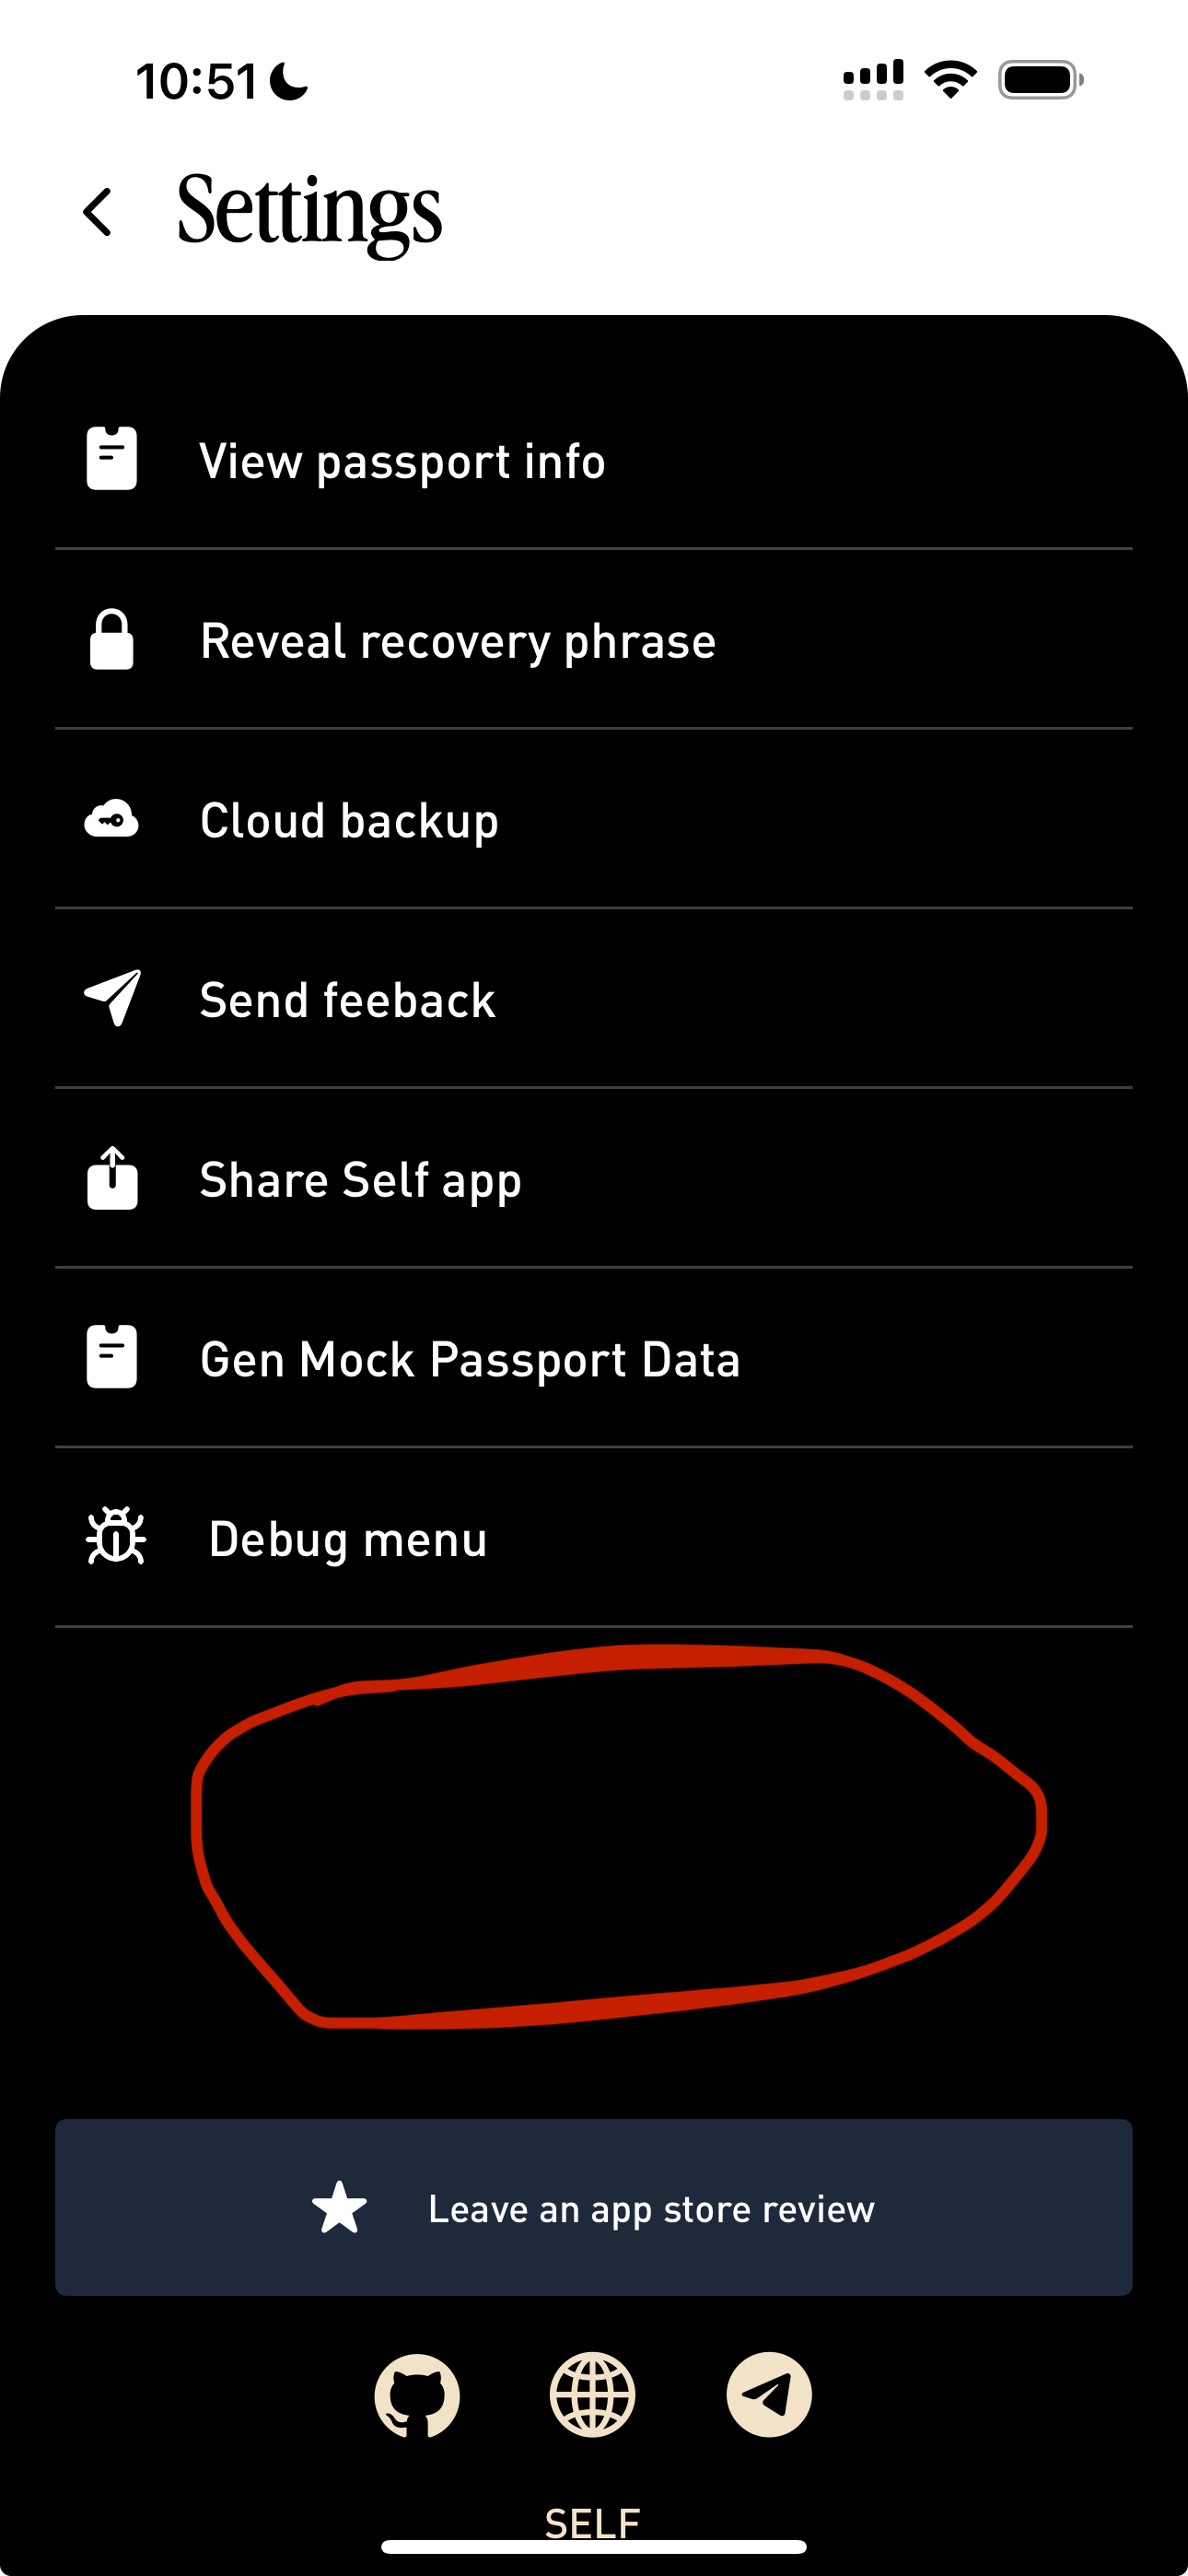 10:51
Settings
View passport info
Reveal recovery phrase
Cloud backup
Send feeback
Share Self app
Gen Mock Passport Data
Debug menu
Leave an app store review
SELF